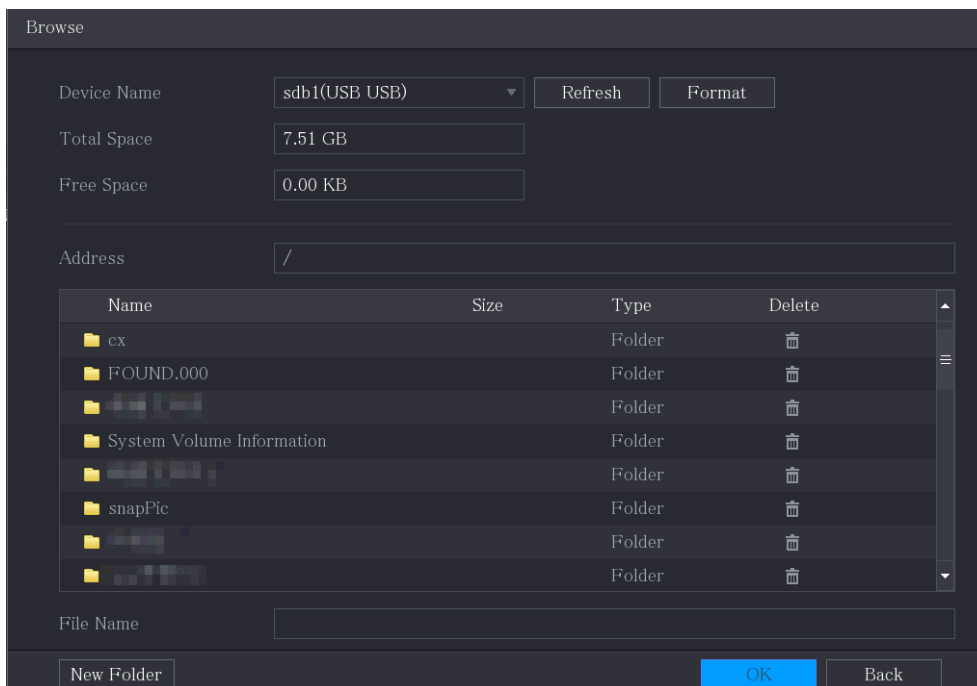 Browse
Device Name sdb1(USB USB) Refresh Format
Total Space 7.51 GB
Free Space 0.00 KB
Address /
Name Size Type Delete
cx Folder
FOUND.000 Folder
Folder
System Volume Information Folder
Folder
snapPic Folder
Folder
Folder
File Name
New Folder OK Back